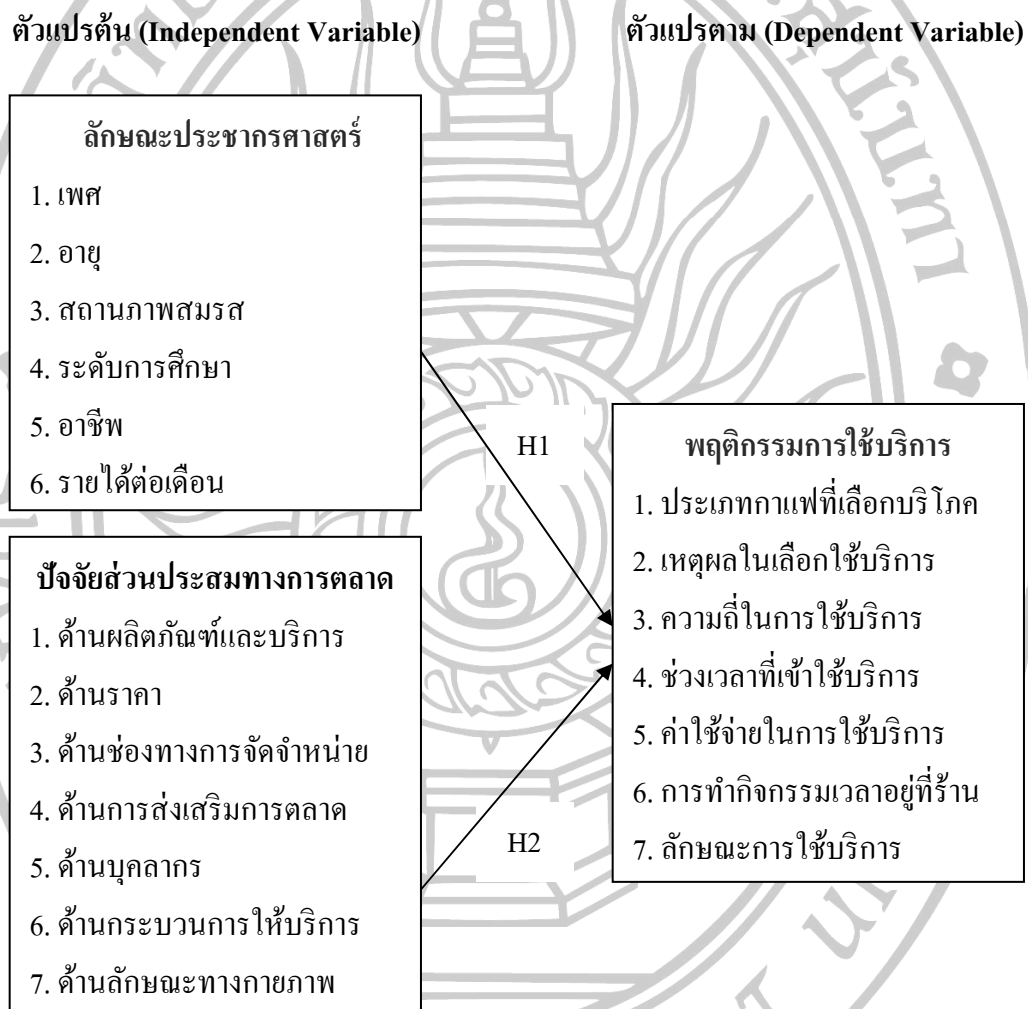 ตัวแปรต้น (Independent Variable)
ตัวแปรตาม (Dependent Variable)
ลักษณะประชากรศาสตร์
1. เพศ
2. อายุ
3. สถานภาพสมรส
4. ระดับการศึกษา
5. อาชีพ
6. รายได้ต่อเดือน
ปัจจัยส่วนประสมทางการตลาด
1. ด้านผลิตภัณฑ์และบริการ
2. ด้านราคา
3. ด้านช่องทางการจัดจำหน่าย
4. ด้านการส่งเสริมการตลาด
5. ด้านบุคลากร
6. ด้านกระบวนการให้บริการ
7. ด้านลักษณะทางกายภาพ
H1
H2
พฤติกรรมการใช้บริการ
1. ประเภทกาแฟที่เลือกบริโภค
2. เหตุผลในเลือกใช้บริการ
3. ความถี่ในการใช้บริการ
4. ช่วงเวลาที่เข้าใช้บริการ
5. ค่าใช้จ่ายในการใช้บริการ
6. การทำกิจกรรมเวลาอยู่ที่ร้าน
7. ลักษณะการใช้บริการ